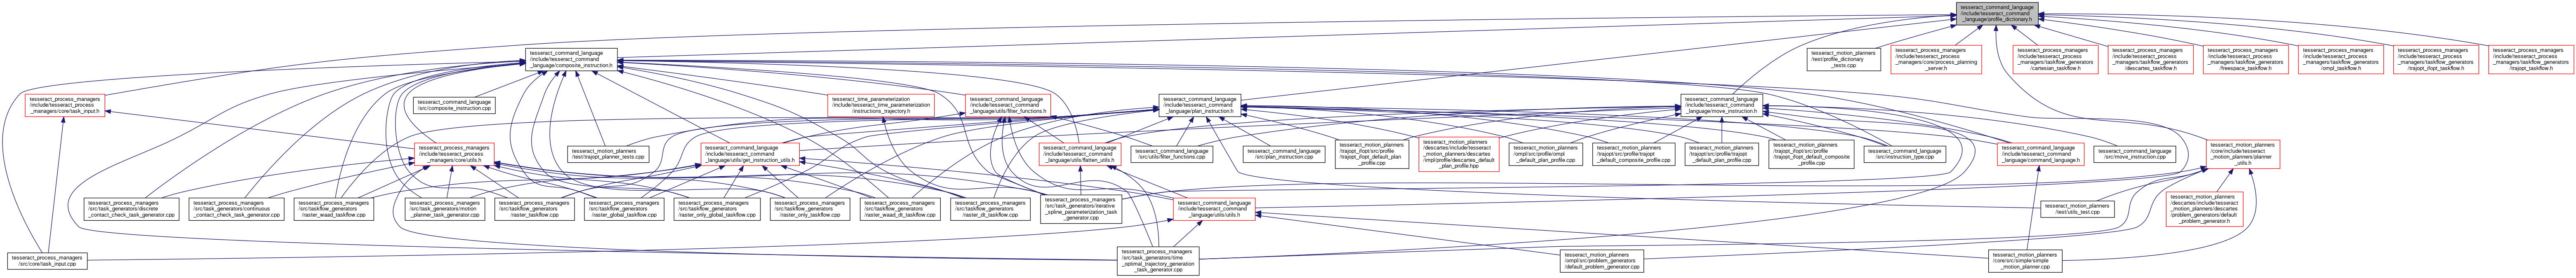 tesseract_command_language
/include/tesseract_command
_language/profile_dictionary.h
tesseract_command_language
/include/tesseract_command
_language/composite_instruction.h
tesseract_motion_planners
/test/profile_dictionary
_tests.cpp
tesseract_process_managers
/include/tesseract_process
_managers/core/process_planning
_server.h
tesseract_process_managers
/include/tesseract_process
_managers/taskflow_generators
/cartesian_taskflow.h
tesseract_process_managers
/include/tesseract_process
_managers/taskflow_generators
/descartes_taskflow.h
tesseract_process_managers
/include/tesseract_process
_managers/taskflow_generators
/freespace_taskflow.h
tesseract_process_managers
/include/tesseract_process
_managers/taskflow_generators
/ompl_taskflow.h
tesseract_process_managers
/include/tesseract_process
_managers/taskflow_generators
/trajopt_ifopt_taskflow.h
tesseract_process_managers
/include/tesseract_process
_managers/taskflow_generators
/trajopt_taskflow.h
tesseract_process_managers
/include/tesseract_process
_managers/core/task_input.h
tesseract_command_language
/src/composite_instruction.cpp
tesseract_time_parameterization
/include/tesseract_time_parameterization
/instructions_trajectory.h
tesseract_command_language
/include/tesseract_command
_language/utils/filter_functions.h
tesseract_command_language
/include/tesseract_command
_language/plan_instruction.h
tesseract_command_language
/include/tesseract_command
_language/move_instruction.h
tesseract_process_managers
/include/tesseract_process
_managers/core/utils.h
tesseract_motion_planners
/test/trajopt_planner_tests.cpp
tesseract_command_language
/include/tesseract_command
_language/utils/get_instruction_utils.h
tesseract_command_language
/include/tesseract_command
_language/utils/flatten_utils.h
tesseract_command_language
/src/utils/filter_functions.cpp
tesseract_command_language
/src/plan_instruction.cpp
tesseract_motion_planners
/trajopt_ifopt/src/profile
/trajopt_ifopt_default_plan
_profile.cpp
tesseract_motion_planners
/descartes/include/tesseract
_motion_planners/descartes
/impl/profile/descartes_default
_plan_profile.hpp
tesseract_motion_planners
/ompl/src/profile/ompl
_default_plan_profile.cpp
tesseract_motion_planners
/trajopt/src/profile/trajopt
_default_composite_profile.cpp
tesseract_motion_planners
/trajopt/src/profile/trajopt
_default_plan_profile.cpp
tesseract_motion_planners
/trajopt_ifopt/src/profile
/trajopt_ifopt_default_composite
_profile.cpp
tesseract_command_language
/src/instruction_type.cpp
tesseract_command_language
/include/tesseract_command
_language/command_language.h
tesseract_command_language
/src/move_instruction.cpp
tesseract_motion_planners
/core/include/tesseract
_motion_planners/planner
_utils.h
tesseract_process_managers
/src/task_generators/discrete
_contact_check_task_generator.cpp
tesseract_process_managers
/src/task_generators/continuous
_contact_check_task_generator.cpp
tesseract_process_managers
/src/taskflow_generators
/raster_waad_taskflow.cpp
tesseract_process_managers
/src/task_generators/motion
_planner_task_generator.cpp
tesseract_process_managers
/src/taskflow_generators
/raster_taskflow.cpp
tesseract_process_managers
/src/taskflow_generators
/raster_global_taskflow.cpp
tesseract_process_managers
/src/taskflow_generators
/raster_only_global_taskflow.cpp
tesseract_process_managers
/src/taskflow_generators
/raster_only_taskflow.cpp
tesseract_process_managers
/src/taskflow_generators
/raster_waad_dt_taskflow.cpp
tesseract_process_managers
/src/taskflow_generators
/raster_dt_taskflow.cpp
tesseract_process_managers
/src/task_generators/iterative
_spline_parameterization_task
_generator.cpp
tesseract_command_language
/include/tesseract_command
_language/utils/utils.h
tesseract_motion_planners
/test/utils_test.cpp
tesseract_motion_planners
/descartes/include/tesseract
_motion_planners/descartes
/problem_generators/default
_problem_generator.h
tesseract_process_managers
/src/core/task_input.cpp
tesseract_process_managers
/src/task_generators/time
_optimal_trajectory_generation
_task_generator.cpp
tesseract_motion_planners
/ompl/src/problem_generators
/default_problem_generator.cpp
tesseract_motion_planners
/core/src/simple/simple
_motion_planner.cpp